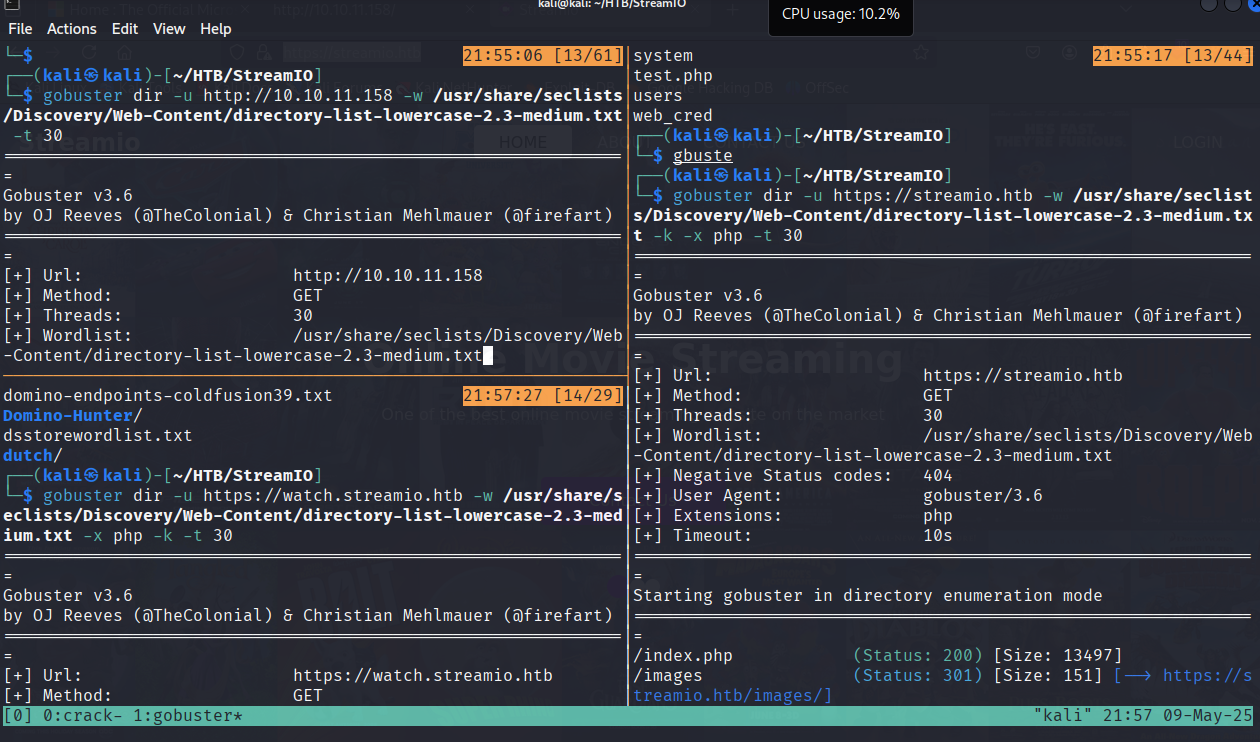 kali@kali: ~/HTB/StreamIO
CPU usage: 10.2%
File Actions Edit View Help
└─$
21:55:06 [13/61]
┌──(kali㉿kali)-[~/HTB/StreamIO]
└─$ gobuster dir -u http://10.10.11.158 -w /usr/share/seclists
/Discovery/Web-Content/directory-list-lowercase-2.3-medium.txt
-t 30
===============================================================
=
Gobuster v3.6
by OJ Reeves (@TheColonial) & Christian Mehlmauer (@firefart)
===============================================================
=
[+] Url: http://10.10.11.158
[+] Method: GET
[+] Threads: 30
[+] Wordlist: /usr/share/seclists/Discovery/Web
-Content/directory-list-lowercase-2.3-medium.txt
domino-endpoints-coldfusion39.txt
21:57:27 [14/29]
Domino-Hunter/
dsstorewordlist.txt
dutch/
┌──(kali㉿kali)-[~/HTB/StreamIO]
└─$ gobuster dir -u https://watch.streamio.htb -w /usr/share/s
eclists/Discovery/Web-Content/directory-list-lowercase-2.3-med
ium.txt -x php -k -t 30
===============================================================
=
Gobuster v3.6
by OJ Reeves (@TheColonial) & Christian Mehlmauer (@firefart)
===============================================================
=
[+] Url: https://watch.streamio.htb
[+] Method: GET
system
21:55:17 [13/44]
test.php
users
web_cred
┌──(kali㉿kali)-[~/HTB/StreamIO]
└─$ gbuste
┌──(kali㉿kali)-[~/HTB/StreamIO]
└─$ gobuster dir -u https://streamio.htb -w /usr/share/seclist
s/Discovery/Web-Content/directory-list-lowercase-2.3-medium.tx
t -k -x php -t 30
===============================================================
=
Gobuster v3.6
by OJ Reeves (@TheColonial) & Christian Mehlmauer (@firefart)
===============================================================
=
[+] Url: https://streamio.htb
[+] Method: GET
[+] Threads: 30
[+] Wordlist: /usr/share/seclists/Discovery/Web
-Content/directory-list-lowercase-2.3-medium.txt
[+] Negative Status codes: 404
[+] User Agent: gobuster/3.6
[+] Extensions: php
[+] Timeout: 10s
===============================================================
=
Starting gobuster in directory enumeration mode
===============================================================
=
/index.php (Status: 200) [Size: 13497]
/images (Status: 301) [Size: 151] [--> https://s
treamio.htb/images/]
[0] 0:crack- 1:gobuster*
"kali" 21:57 09-May-25